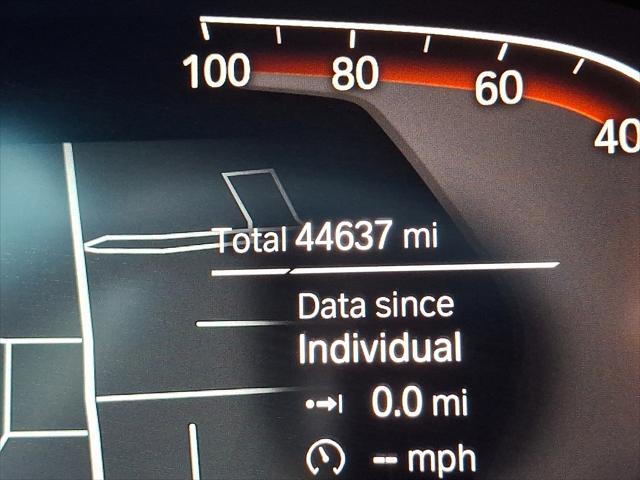 100 80 60 40
Total 44637 mi
Data since
Individual
0.0 mi
-- mph